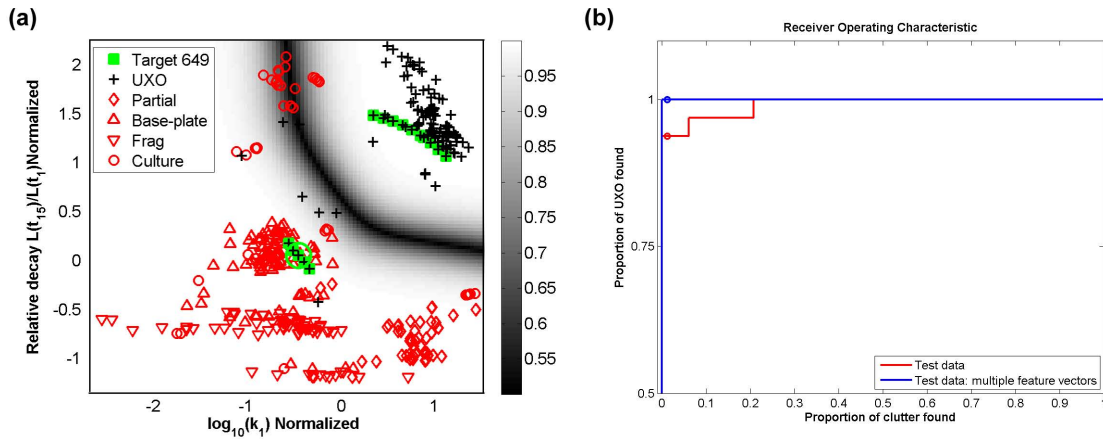 (a)
Relative decay L(t15)/L(t1)Normalized
2
1.5
1
0.5
0
-0.5
-1
Target 649
UXO
Partial
Base-plate
Frag
Culture
-2
-1
0
1
log10(k1) Normalized
0.95
0.9
0.85
0.8
0.75
0.7
0.65
0.6
0.55
(b)
Receiver Operating Characteristic
Proportion of UXO found
1
0.75
0.5
0
0.1
0.2
0.3
0.4
0.5
0.6
0.7
0.8
0.9
1
Proportion of clutter found
Test data
Test data: multiple feature vectors